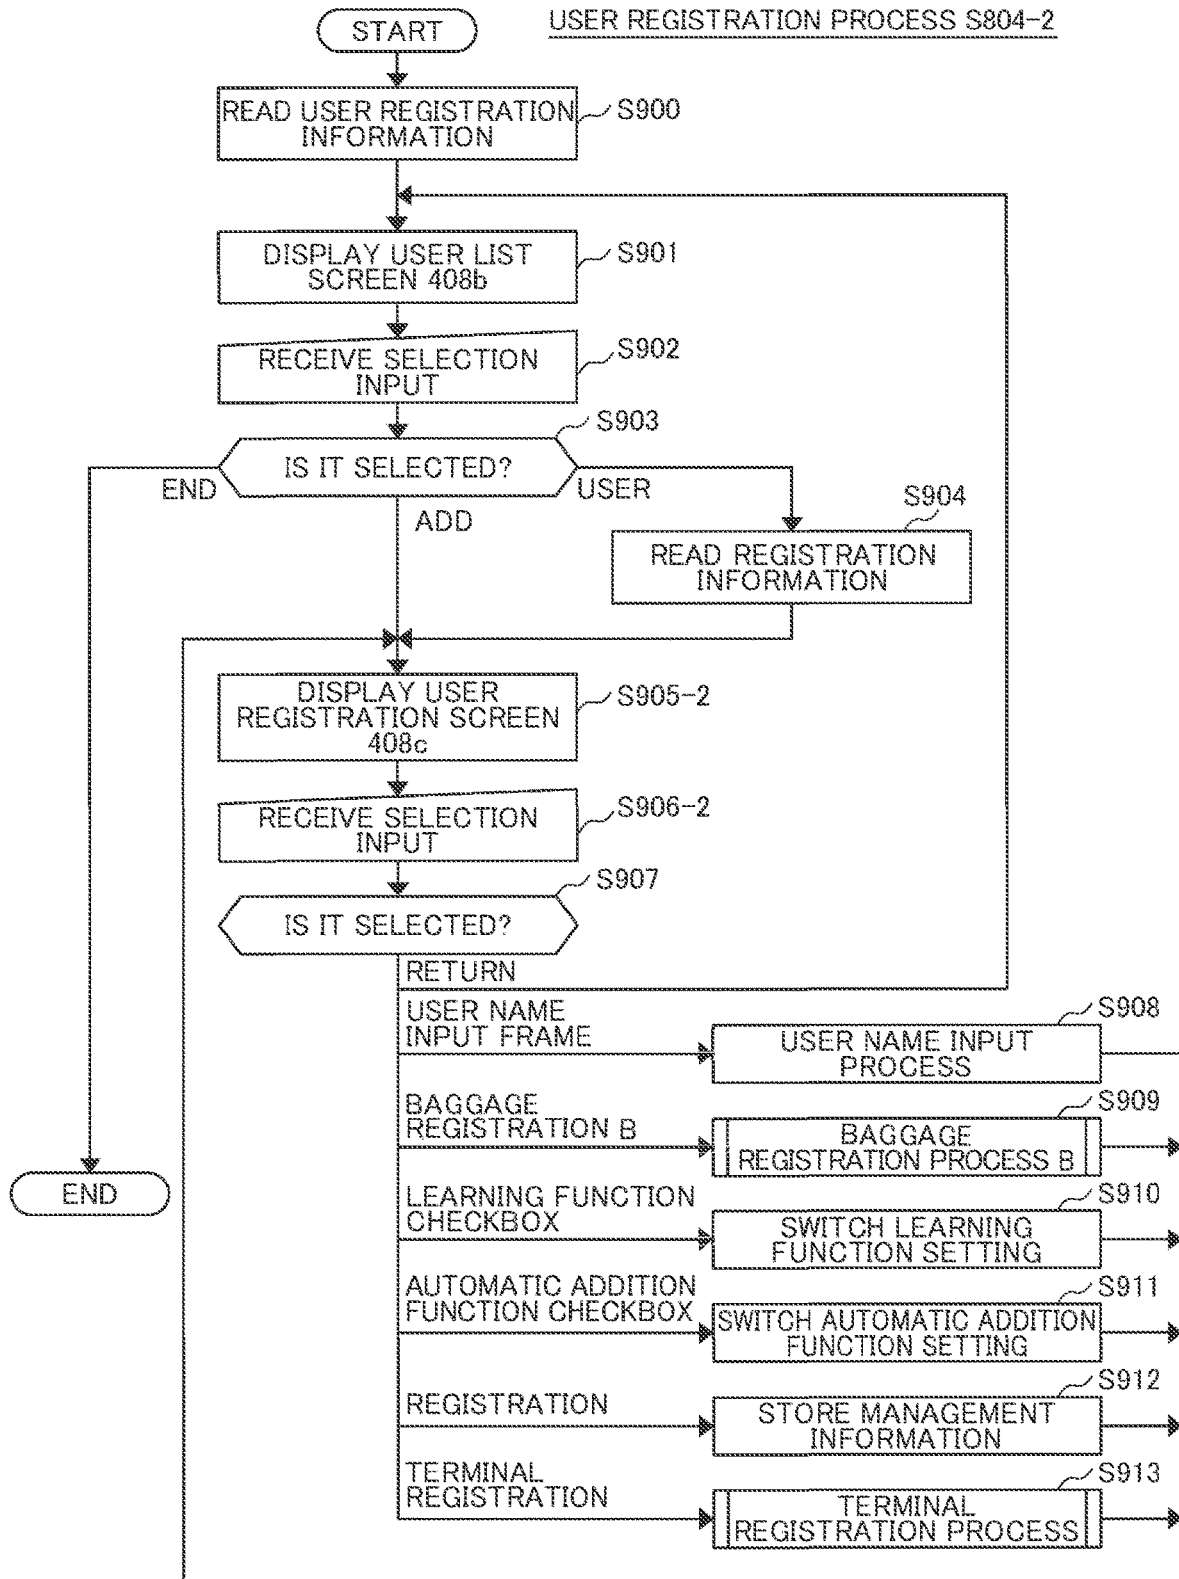 START
USER REGISTRATION PROCESS S804-2
READ USER REGISTRATION
INFORMATION
S900
DISPLAY USER LIST
SCREEN 408b
S901
RECEIVE SELECTION
INPUT
S902
IS IT SELECTED?
S903
END
ADD
USER
S904
READ REGISTRATION
INFORMATION
DISPLAY USER
REGISTRATION SCREEN
408c
S905-2
RECEIVE SELECTION
INPUT
S906-2
S907
IS IT SELECTED?
RETURN
USER NAME
INPUT FRAME
S908
USER NAME INPUT
PROCESS
BAGGAGE
REGISTRATION B
S909
BAGGAGE
REGISTRATION PROCESS B
END
LEARNING FUNCTION
CHECKBOX
S910
SWITCH LEARNING
FUNCTION SETTING
AUTOMATIC ADDITION
FUNCTION CHECKBOX
S911
SWITCH AUTOMATIC ADDITION
FUNCTION SETTING
REGISTRATION
S912
STORE MANAGEMENT
INFORMATION
TERMINAL
REGISTRATION
S913
TERMINAL
REGISTRATION PROCESS